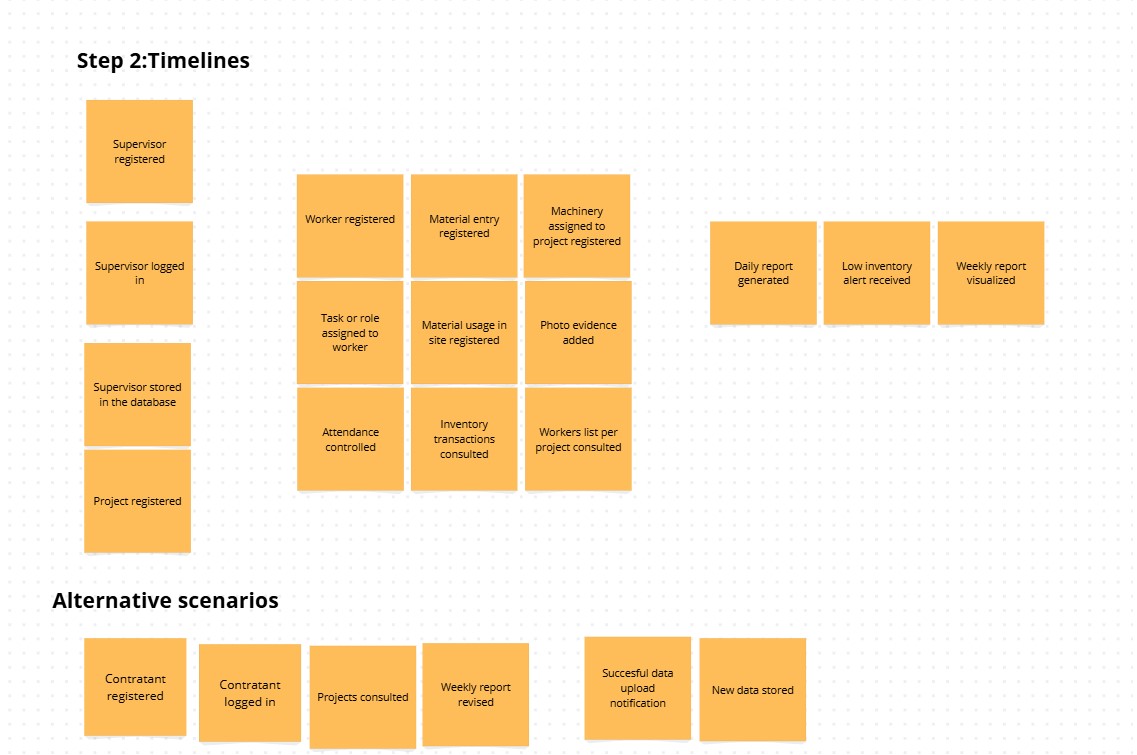 Step 2:Timelines
Supervisor
registered
Supervisor logged
in
Supervisor stored
in the database
Project registered
Worker registered
Material entry
registered
Machinery
assigned to
project registered
Task or role
assigned to
worker
Material usage in
site registered
Photo evidence
added
Attendance
controlled
Inventory
transactions
consulted
Workers list per
project consulted
Daily report
generated
Low inventory
alert received
Weekly report
visualized
Alternative scenarios
Contratant
registered
Contratant
logged in
Projects consulted
Weekly report
revised
Succesful data
upload
notification
New data stored